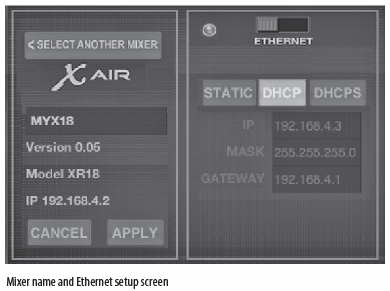 < SELECT ANOTHER MIXER
X AIR
MYX18
Version 0.05
Model XR18
IP 192.168.4.2
CANCEL APPLY
ETHERNET
STATIC DHCP DHCPS
IP 192.168.4.3
MASK 255.255.255.0
GATEWAY 192.168.4.1
Mixer name and Ethernet setup screen